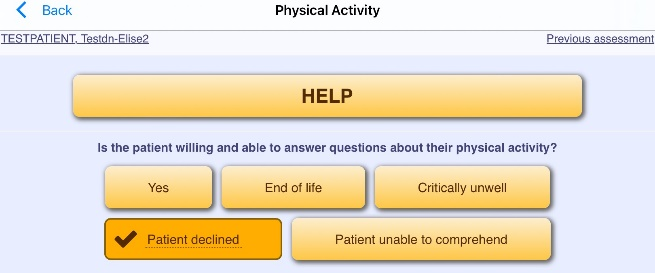 Back
Physical Activity
TESTPATIENT, Testdn-Elise2
Previous assessment
HELP
Is the patient willing and able to answer questions about their physical activity?
Yes
End of life
Critically unwell
Patient declined
Patient unable to comprehend